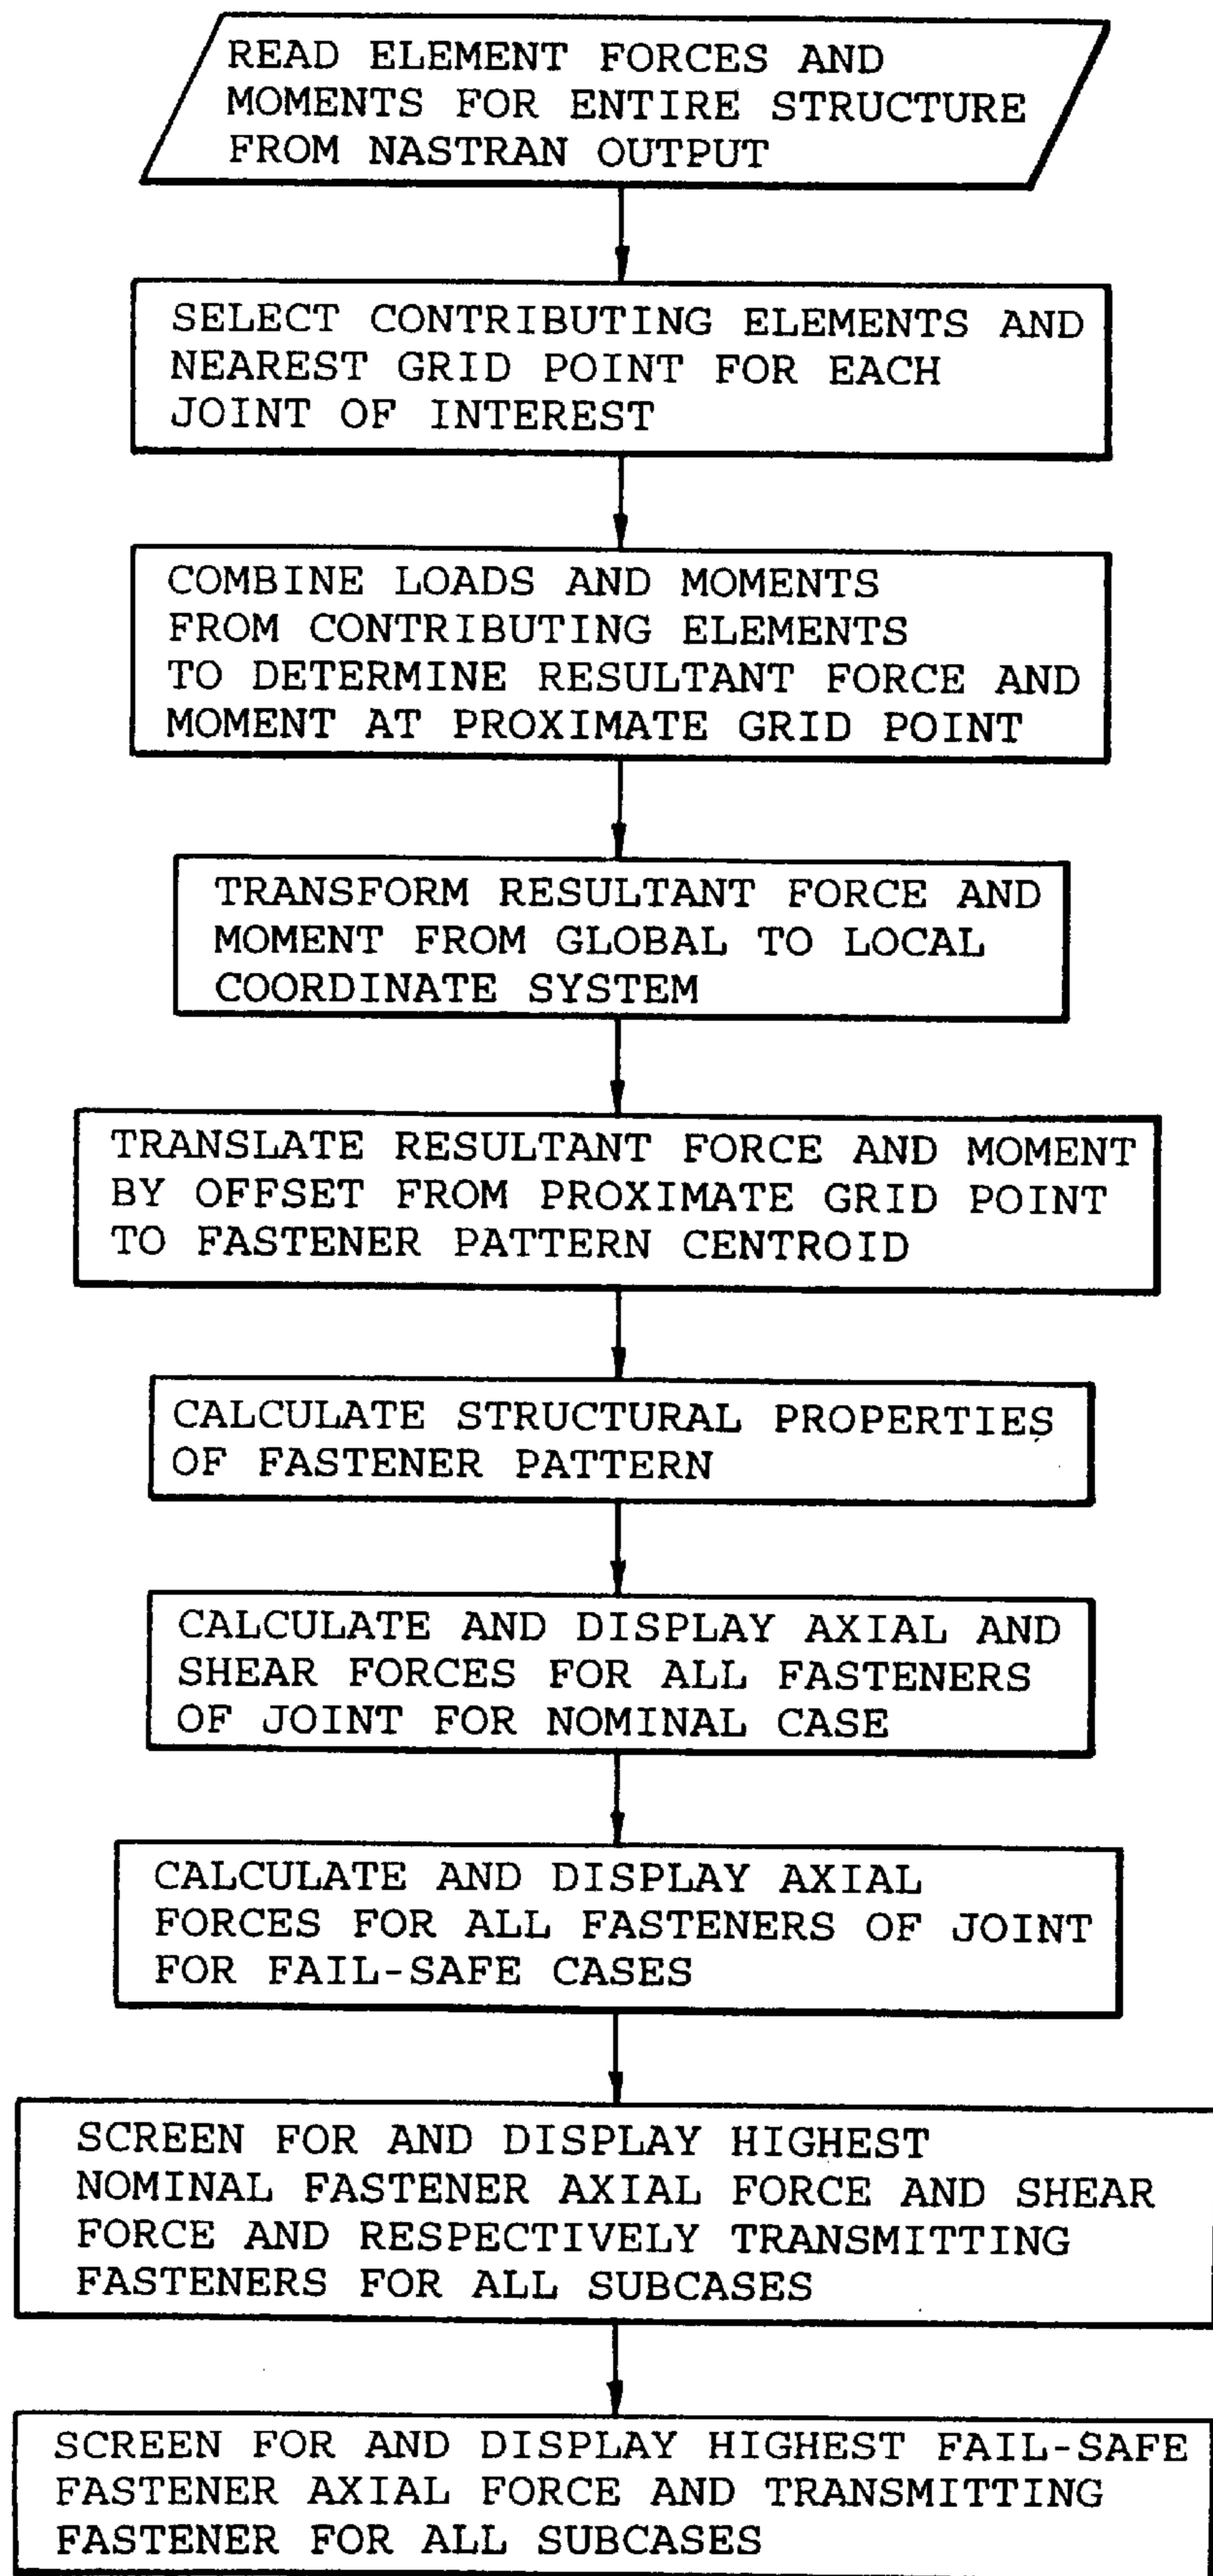 READ ELEMENT FORCES AND
MOMENTS FOR ENTIRE STRUCTURE
FROM NASTRAN OUTPUT
SELECT CONTRIBUTING ELEMENTS AND
NEAREST GRID POINT FOR EACH
JOINT OF INTEREST
COMBINE LOADS AND MOMENTS
FROM CONTRIBUTING ELEMENTS
TO DETERMINE RESULTANT FORCE AND
MOMENT AT PROXIMATE GRID POINT
TRANSFORM RESULTANT FORCE AND
MOMENT FROM GLOBAL TO LOCAL
COORDINATE SYSTEM
TRANSLATE RESULTANT FORCE AND MOMENT
BY OFFSET FROM PROXIMATE GRID POINT
TO FASTENER PATTERN CENTROID
CALCULATE STRUCTURAL PROPERTIES
OF FASTENER PATTERN
CALCULATE AND DISPLAY AXIAL AND
SHEAR FORCES FOR ALL FASTENERS
OF JOINT FOR NOMINAL CASE
CALCULATE AND DISPLAY AXIAL
FORCES FOR ALL FASTENERS OF JOINT
FOR FAIL-SAFE CASES
SCREEN FOR AND DISPLAY HIGHEST
NOMINAL FASTENER AXIAL FORCE AND SHEAR
FORCE AND RESPECTIVELY TRANSMITTING
FASTENERS FOR ALL SUBCASES
SCREEN FOR AND DISPLAY HIGHEST FAIL-SAFE
FASTENER AXIAL FORCE AND TRANSMITTING
FASTENER FOR ALL SUBCASES